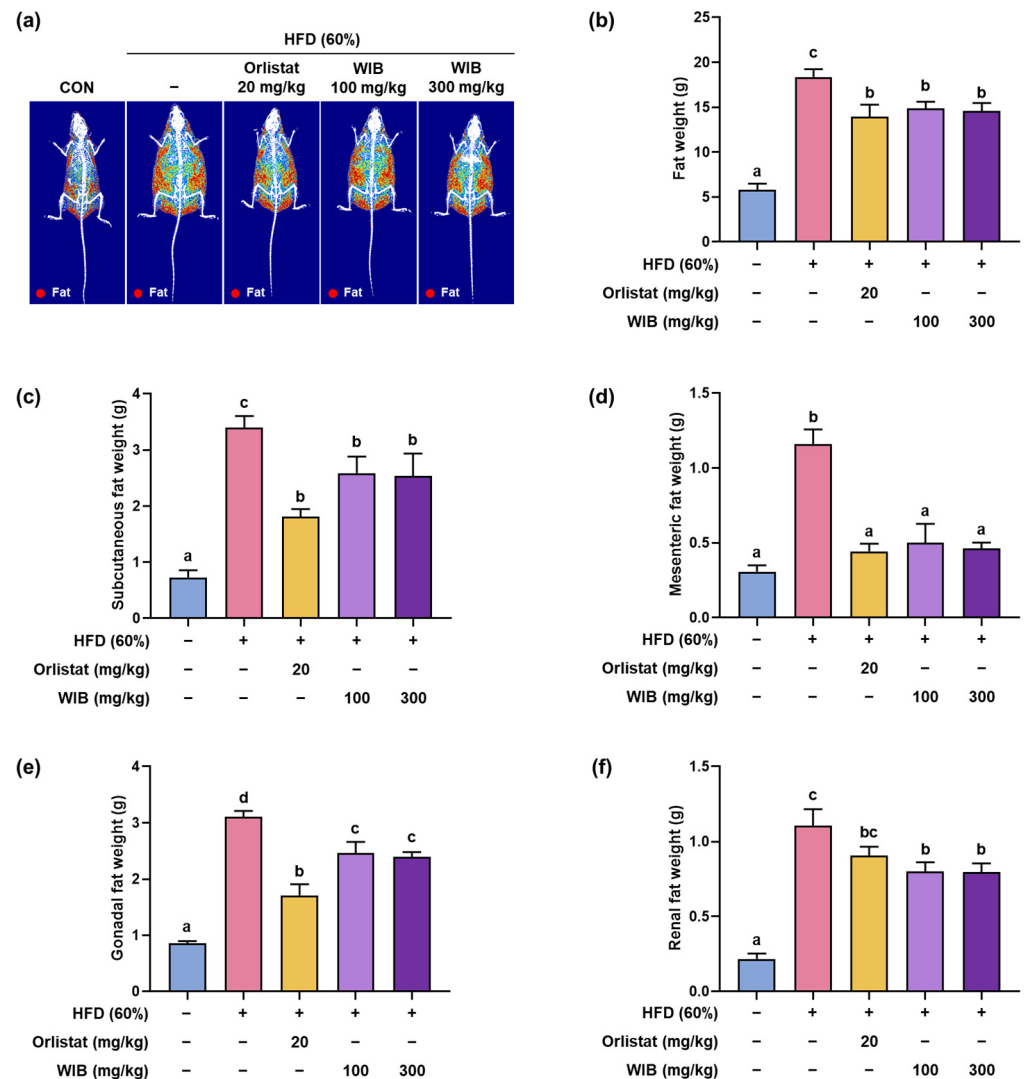 (a)
HFD (60%)
CON
–
Orlistat
20 mg/kg
WIB
100 mg/kg
WIB
300 mg/kg
Fat
Fat
Fat
Fat
Fat
(b)
Fat weight (g)
25
20
15
10
5
0
a
c
b
b
b
HFD (60%) – + + + +
Orlistat (mg/kg) – – 20 – –
WIB (mg/kg) – – – 100 300
(c)
Subcutaneous fat weight (g)
4
3
2
1
0
a
c
b
b
b
HFD (60%) – + + + +
Orlistat (mg/kg) – – 20 – –
WIB (mg/kg) – – – 100 300
(d)
Mesenteric fat weight (g)
1.5
1.0
0.5
0.0
a
b
a
a
a
HFD (60%) – + + + +
Orlistat (mg/kg) – – 20 – –
WIB (mg/kg) – – – 100 300
(e)
Gonadal fat weight (g)
4
3
2
1
0
a
d
b
c
c
HFD (60%) – + + + +
Orlistat (mg/kg) – – 20 – –
WIB (mg/kg) – – – 100 300
(f)
Renal fat weight (g)
1.5
1.0
0.5
0.0
a
c
bc
b
b
HFD (60%) – + + + +
Orlistat (mg/kg) – – 20 – –
WIB (mg/kg) – – – 100 300